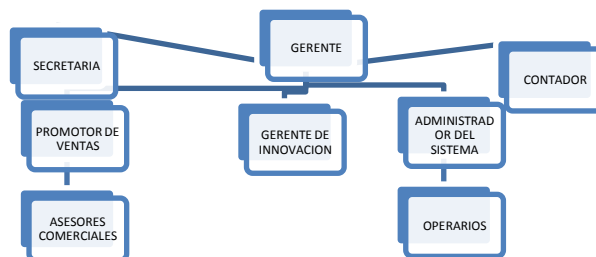 GERENTE
SECRETARIA
CONTADOR
PROMOTOR DE
VENTAS
GERENTE DE
INNOVACION
ADMINISTRAD
OR DEL
SISTEMA
ASESORES
COMERCIALES
OPERARIOS